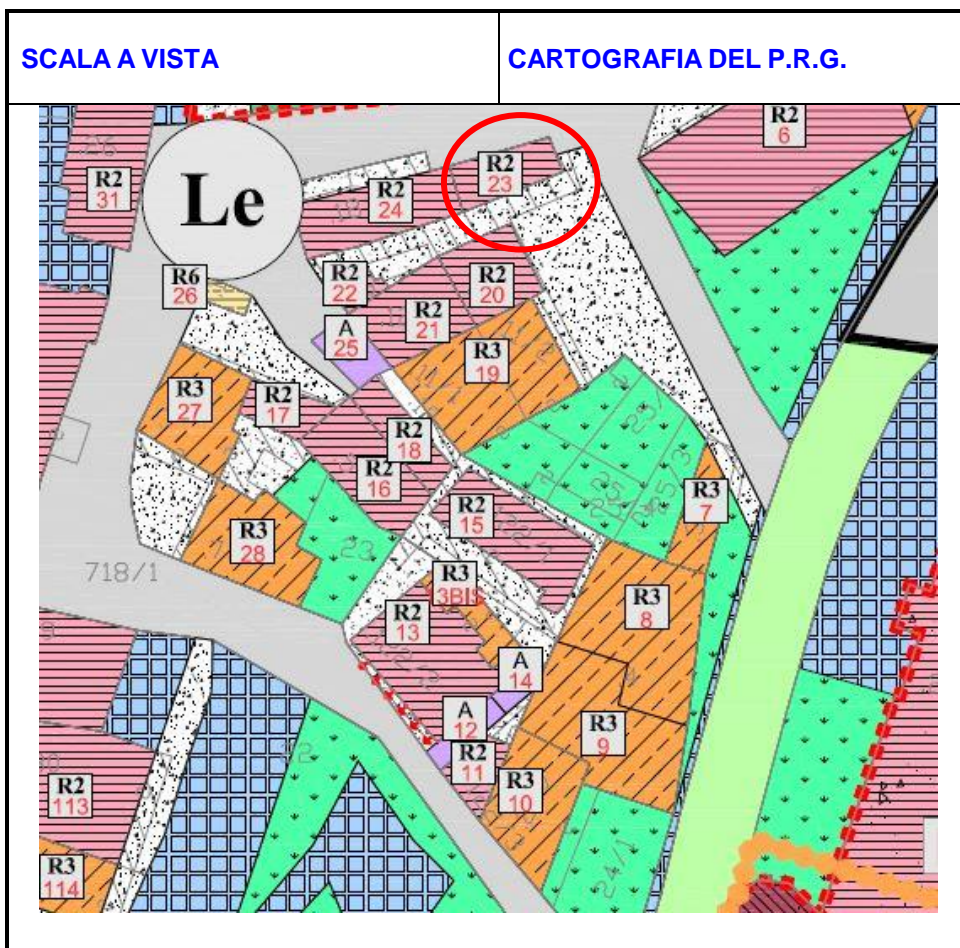 SCALA A VISTA
CARTOGRAFIA DEL P.R.G.
R2
6
R2
23
R2
31
Le
R2
24
R6
26
R2
22
R2
20
R2
21
A
25
R3
19
R3
27
R2
17
R2
18
R2
16
R3
7
R2
15
R3
28
23
718/1
R3
3BIS
R2
13
R3
8
A
14
A
12
R3
9
R2
11
R3
10
R2
113
24/1
R3
114